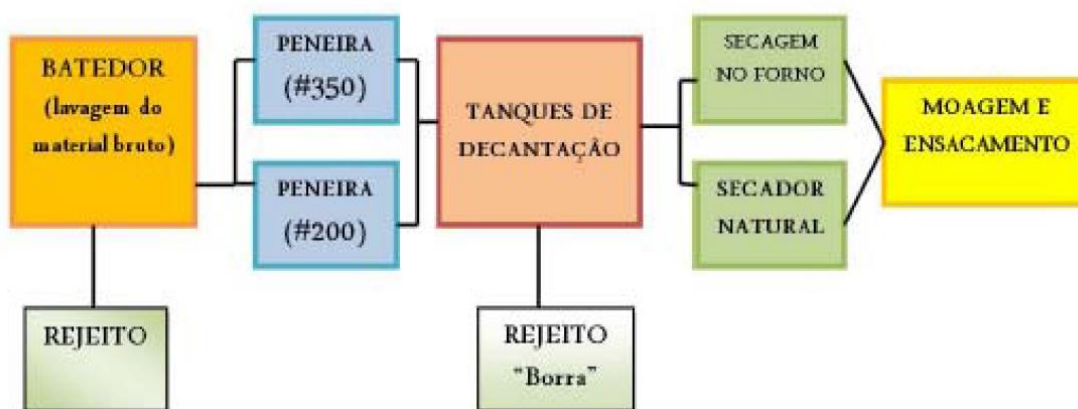 BATEDOR
(lavagem do
material bruto)
REJEITO
PENEIRA
(#350)
PENEIRA
(#200)
TANQUES DE
DECANTAÇÃO
REJEITO
“Borra”
SECAGEM
NO FORNO
SECADOR
NATURAL
MOAGEM E
ENSACAMENTO